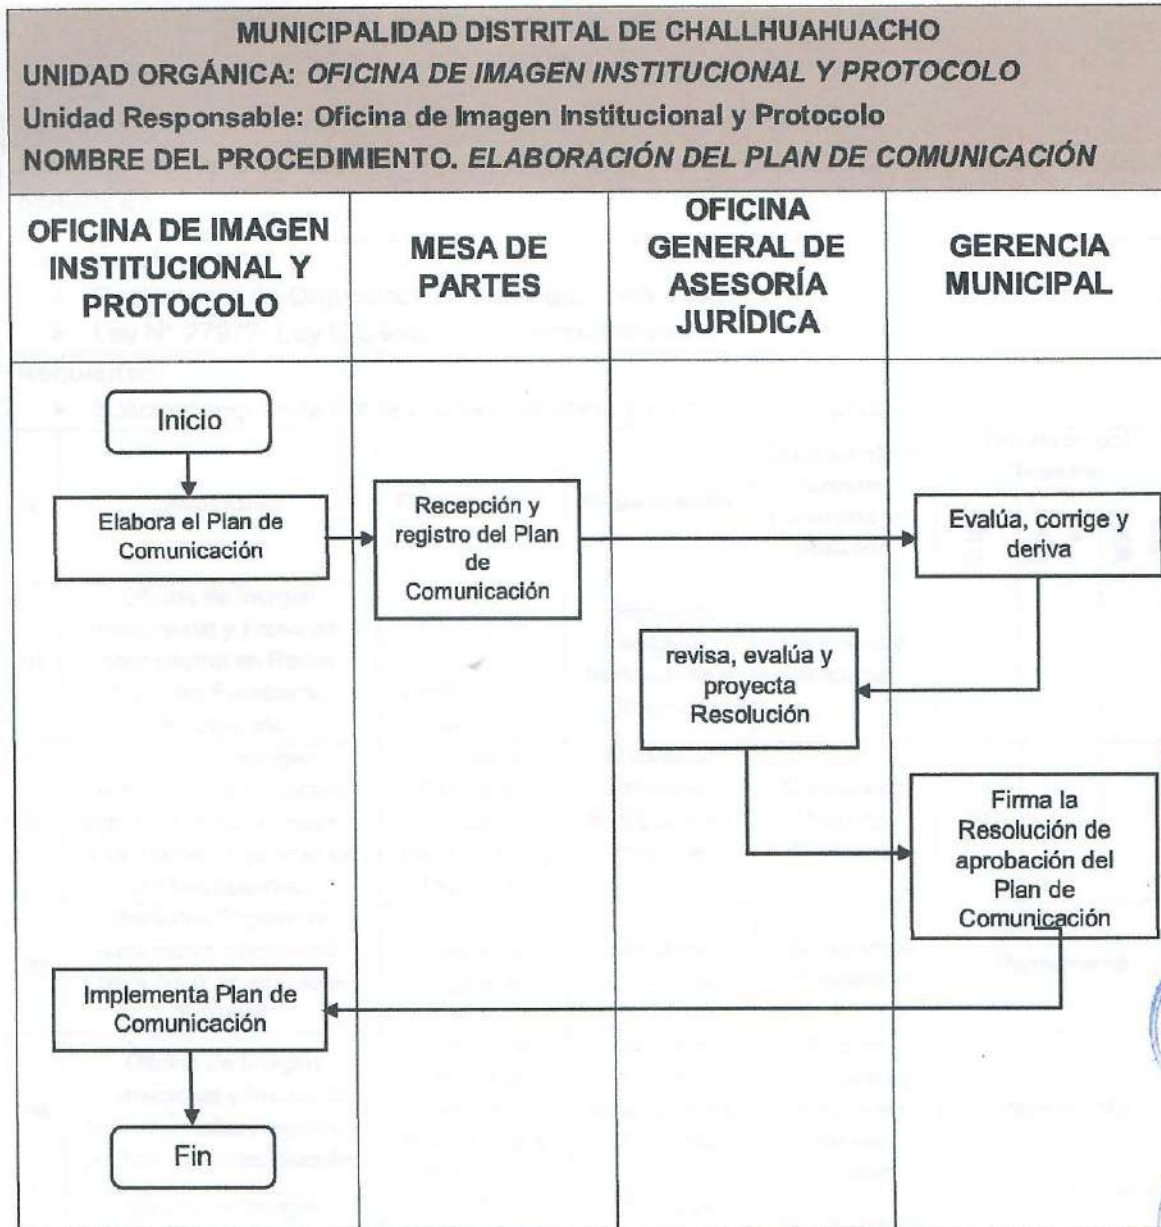 MUNICIPALIDAD DISTRITAL DE CHALLHUAHUACHO
UNIDAD ORGÁNICA: OFICINA DE IMAGEN INSTITUCIONAL Y PROTOCOLO
Unidad Responsable: Oficina de Imagen Institucional y Protocolo
NOMBRE DEL PROCEDIMIENTO. ELABORACIÓN DEL PLAN DE COMUNICACIÓN
OFICINA DE IMAGEN
INSTITUCIONAL Y
PROTOCOLO
MESA DE
PARTES
OFICINA
GENERAL DE
ASESORÍA
JURÍDICA
GERENCIA
MUNICIPAL
Inicio
Elabora el Plan de
Comunicación
Recepción y
registro del Plan
de
Comunicación
Evalúa, corrige y
deriva
revisa, evalúa y
proyecta
Resolución
Firma la
Resolución de
aprobación del
Plan de
Comunicación
Implementa Plan de
Comunicación
Fin